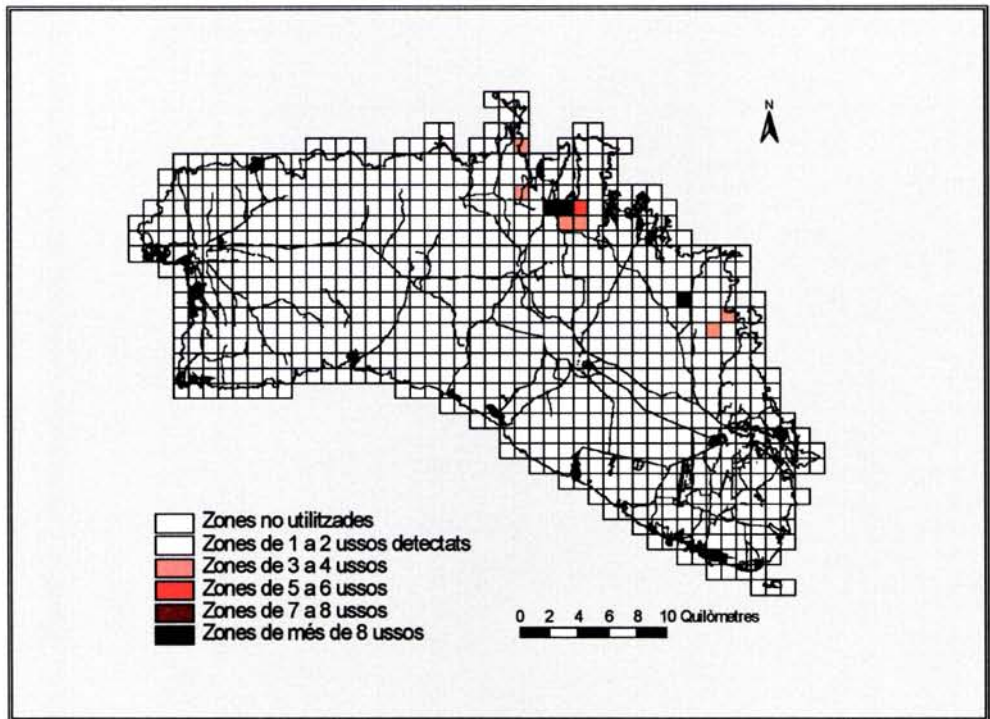 N
Zones no utilitzades
Zones de 1 a 2 ussos detectats
Zones de 3 a 4 ussos
Zones de 5 a 6 ussos
Zones de 7 a 8 ussos
Zones de més de 8 ussos
0 2 4 6 8 10 Quilòmetres